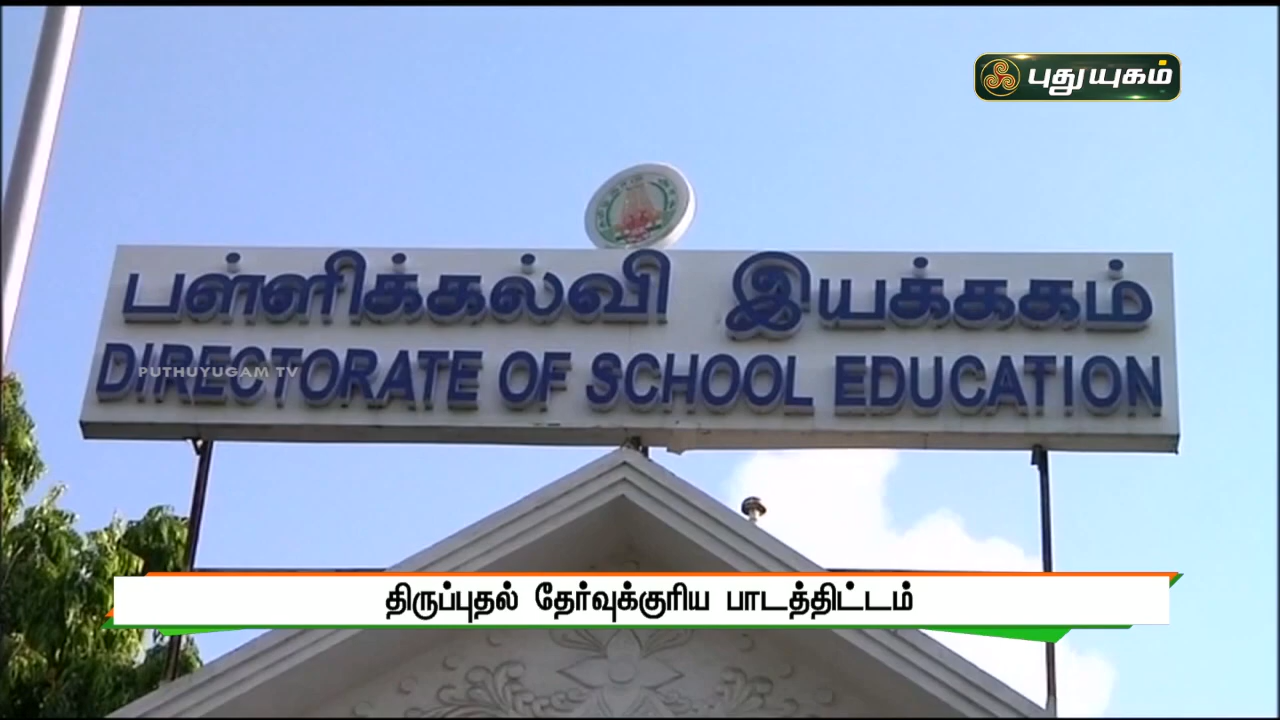 புதுயுகம்
பள்ளிக்கல்வி இயக்ககம்
DIRECTORATE OF SCHOOL EDUCATION
PUTHUYUGAM TV
திருப்புதல் தேர்வுக்குரிய பாடத்திட்டம்